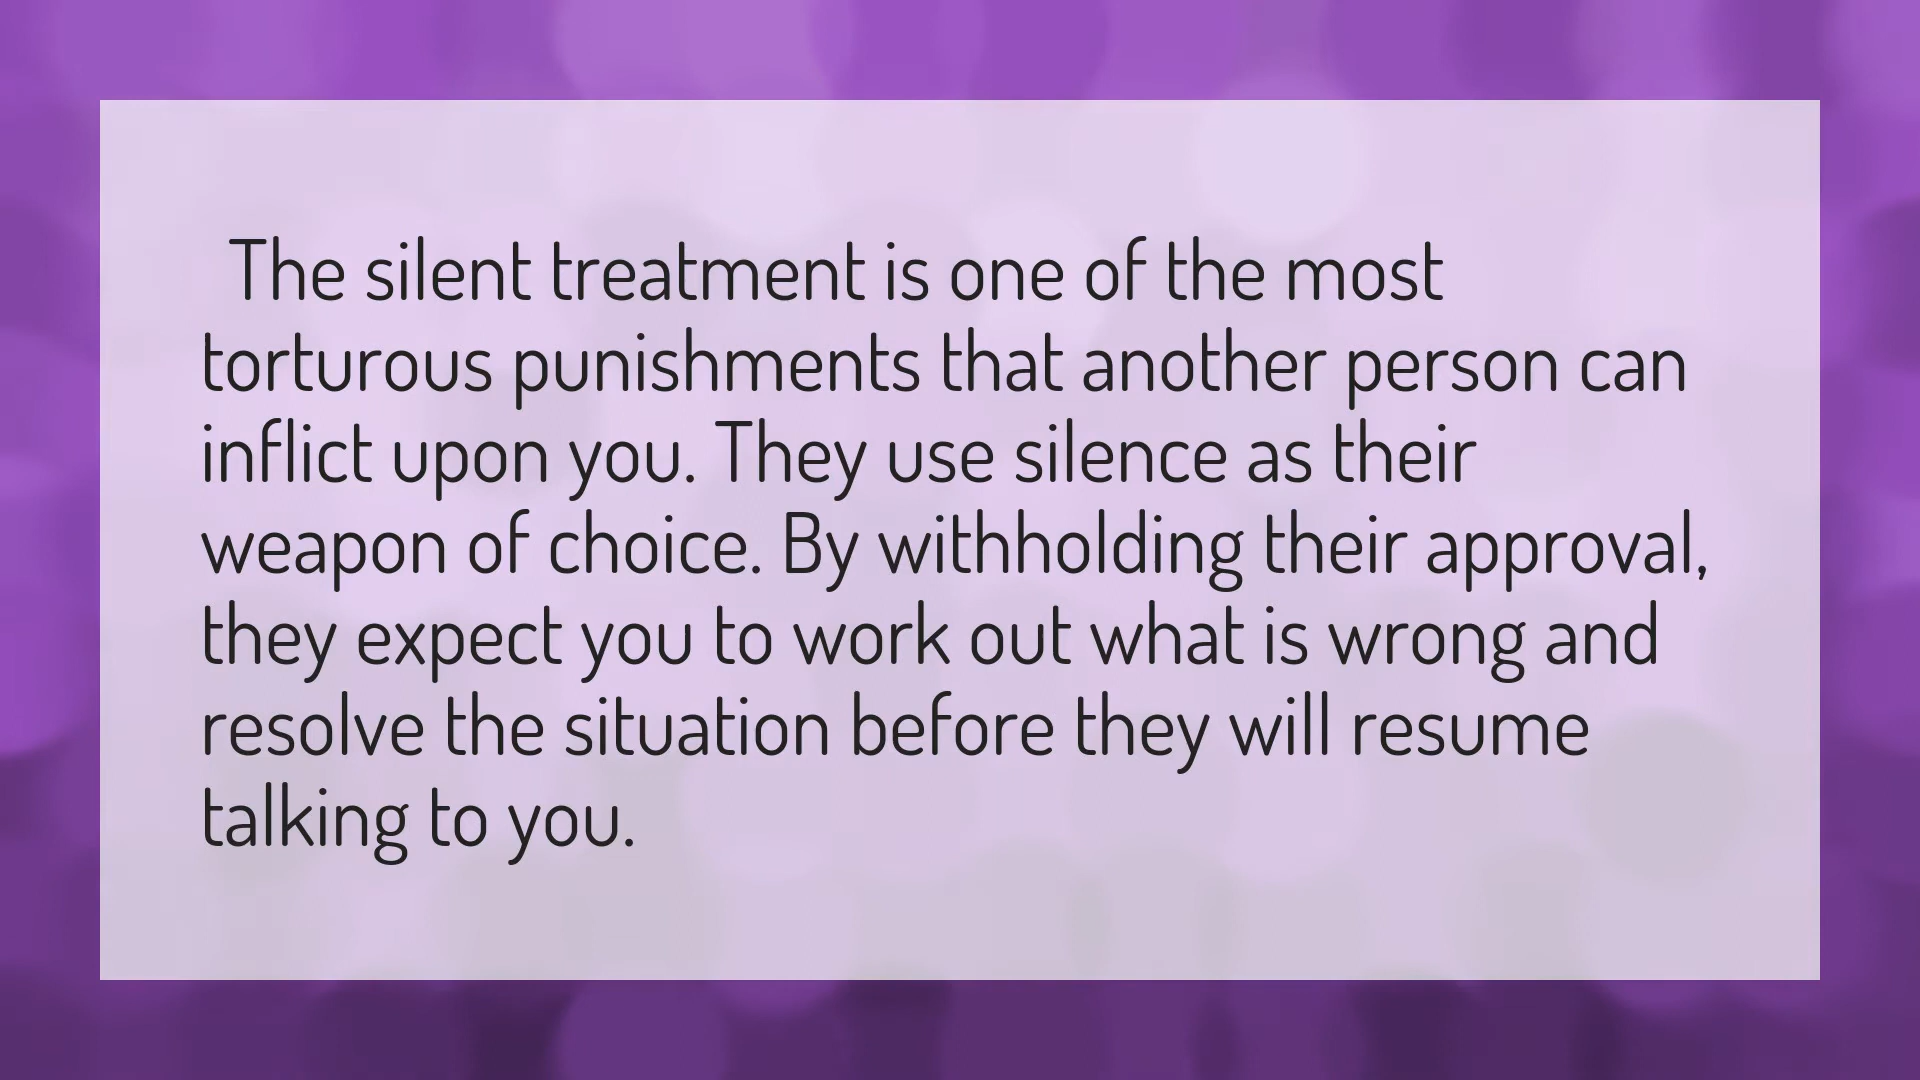 The silent treatment is one of the most
torturous punishments that another person can
inflict upon you. They use silence as their
weapon of choice. By withholding their approval,
they expect you to work out what is wrong and
resolve the situation before they will resume
talking to you.